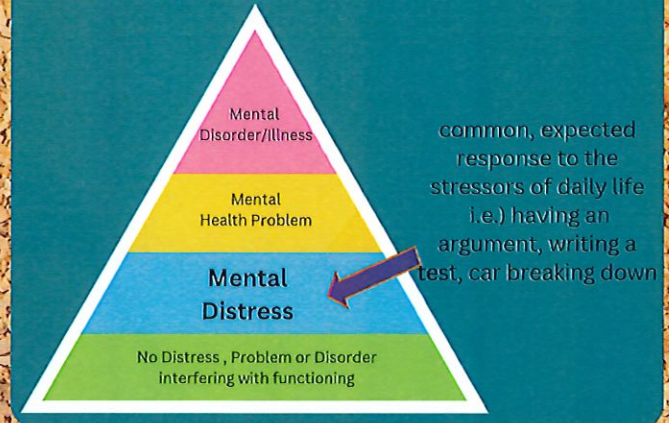 Mental
Disorder/Illness
Mental
Health Problem
Mental
Distress
No Distress , Problem or Disorder
interfering with functioning
common, expected
response to the
stressors of daily life
i.e.) having an
argument, writing a
test, car breaking down